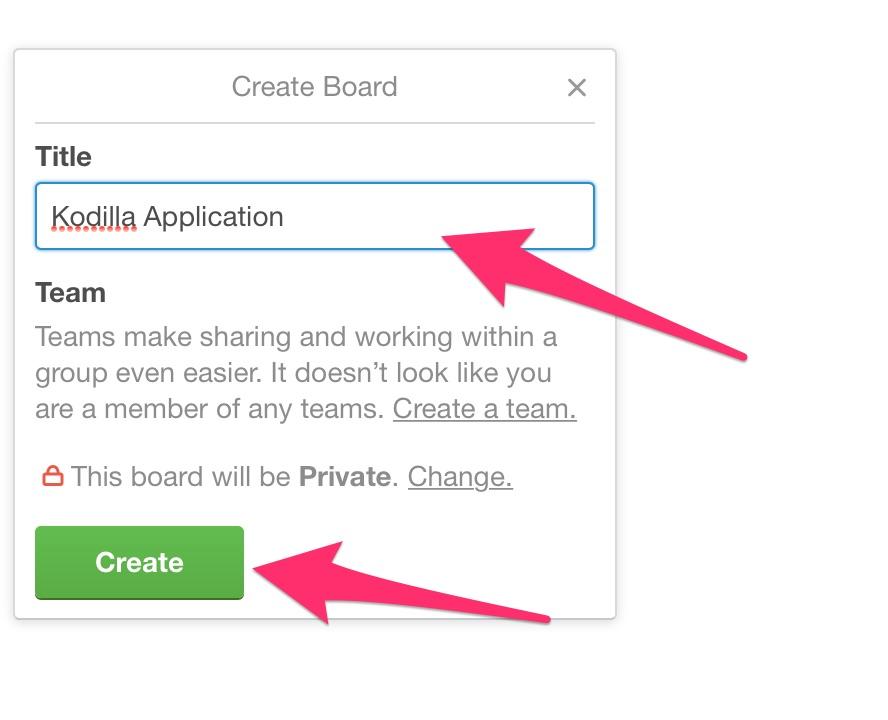 Create Board
Title
Kodilla Application
Team
Teams make sharing and working within a
group even easier. It doesn’t look like you
are a member of any teams. Create a team.
This board will be Private. Change.
Create